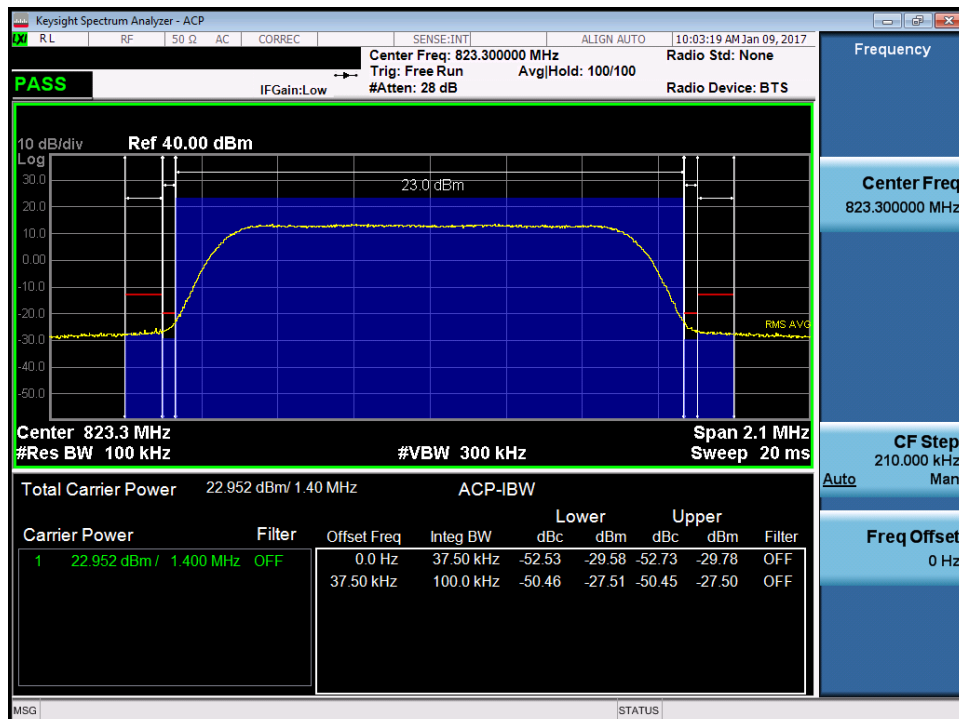 Keysight Spectrum Analyzer - ACP
LXI RL RF 50 Ω AC CORREC SENSE:INT ALIGN AUTO 10:03:19 AM Jan 09, 2017
Center Freq: 823.300000 MHz Radio Std: None
Trig: Free Run Avg|Hold: 100/100
PASS IFGain:Low #Atten: 28 dB Radio Device: BTS
Frequency
10 dB/div Ref 40.00 dBm
Log
30.0
23.0 dBm
20.0
10.0
0.00
-10.0
-20.0
RMS AVG
-30.0
-40.0
-50.0
Center 823.3 MHz Span 2.1 MHz
#Res BW 100 kHz #VBW 300 kHz Sweep 20 ms
Center Freq
823.300000 MHz
CF Step
210.000 kHz
Auto Man
Freq Offset
0 Hz
Total Carrier Power 22.952 dBm/ 1.40 MHz ACP-IBW
Lower Upper
Carrier Power Filter Offset Freq Integ BW dBc dBm dBc dBm Filter
1 22.952 dBm / 1.400 MHz OFF 0.0 Hz 37.50 kHz -52.53 -29.58 -52.73 -29.78 OFF
37.50 kHz 100.0 kHz -50.46 -27.51 -50.45 -27.50 OFF
MSG STATUS